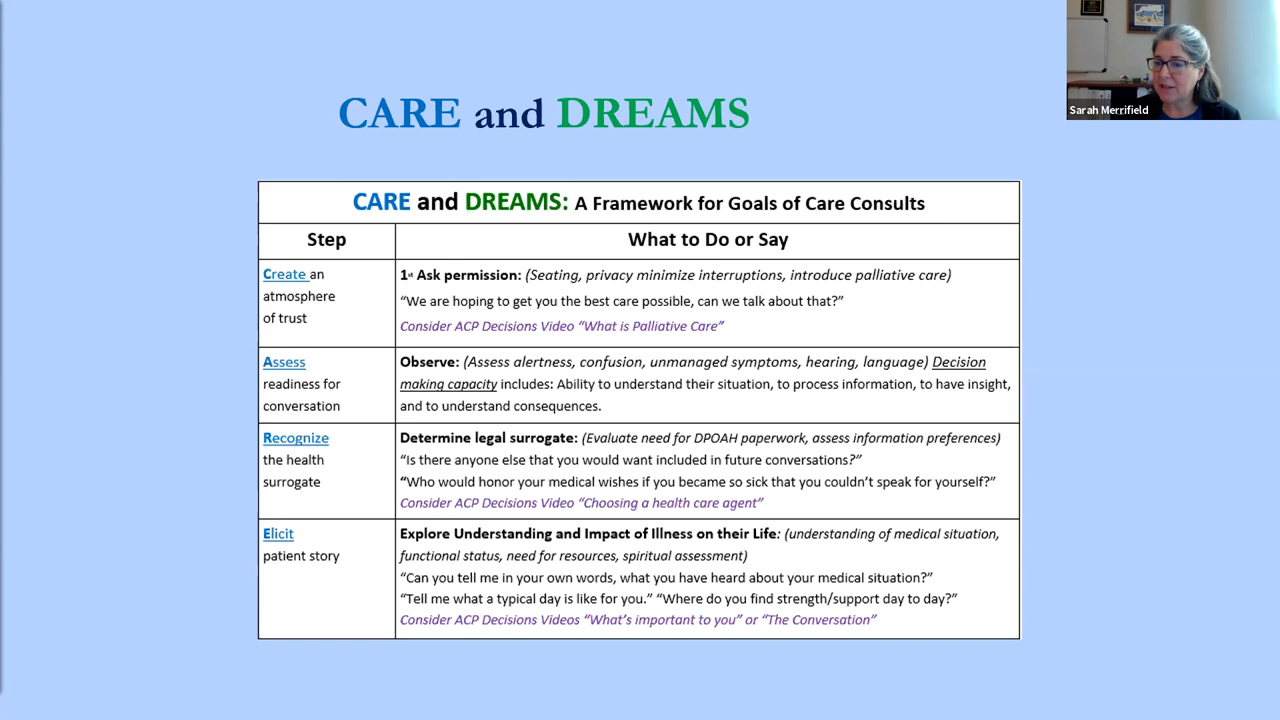 Sarah Merrifield
CARE and DREAMS
CARE and DREAMS: A Framework for Goals of Care Consults
Step
What to Do or Say
Create an
atmosphere
of trust
1st Ask permission: (Seating, privacy minimize interruptions, introduce palliative care)
“We are hoping to get you the best care possible, can we talk about that?”
Consider ACP Decisions Video “What is Palliative Care”
Assess
readiness for
conversation
Observe: (Assess alertness, confusion, unmanaged symptoms, hearing, language) Decision
making capacity includes: Ability to understand their situation, to process information, to have insight,
and to understand consequences.
Recognize
the health
surrogate
Determine legal surrogate: (Evaluate need for DPOAH paperwork, assess information preferences)
“Is there anyone else that you would want included in future conversations?”
“Who would honor your medical wishes if you became so sick that you couldn’t speak for yourself?”
Consider ACP Decisions Video “Choosing a health care agent”
Elicit
patient story
Explore Understanding and Impact of Illness on their Life: (understanding of medical situation,
functional status, need for resources, spiritual assessment)
“Can you tell me in your own words, what you have heard about your medical situation?”
“Tell me what a typical day is like for you.” “Where do you find strength/support day to day?”
Consider ACP Decisions Videos “What’s important to you” or “The Conversation”